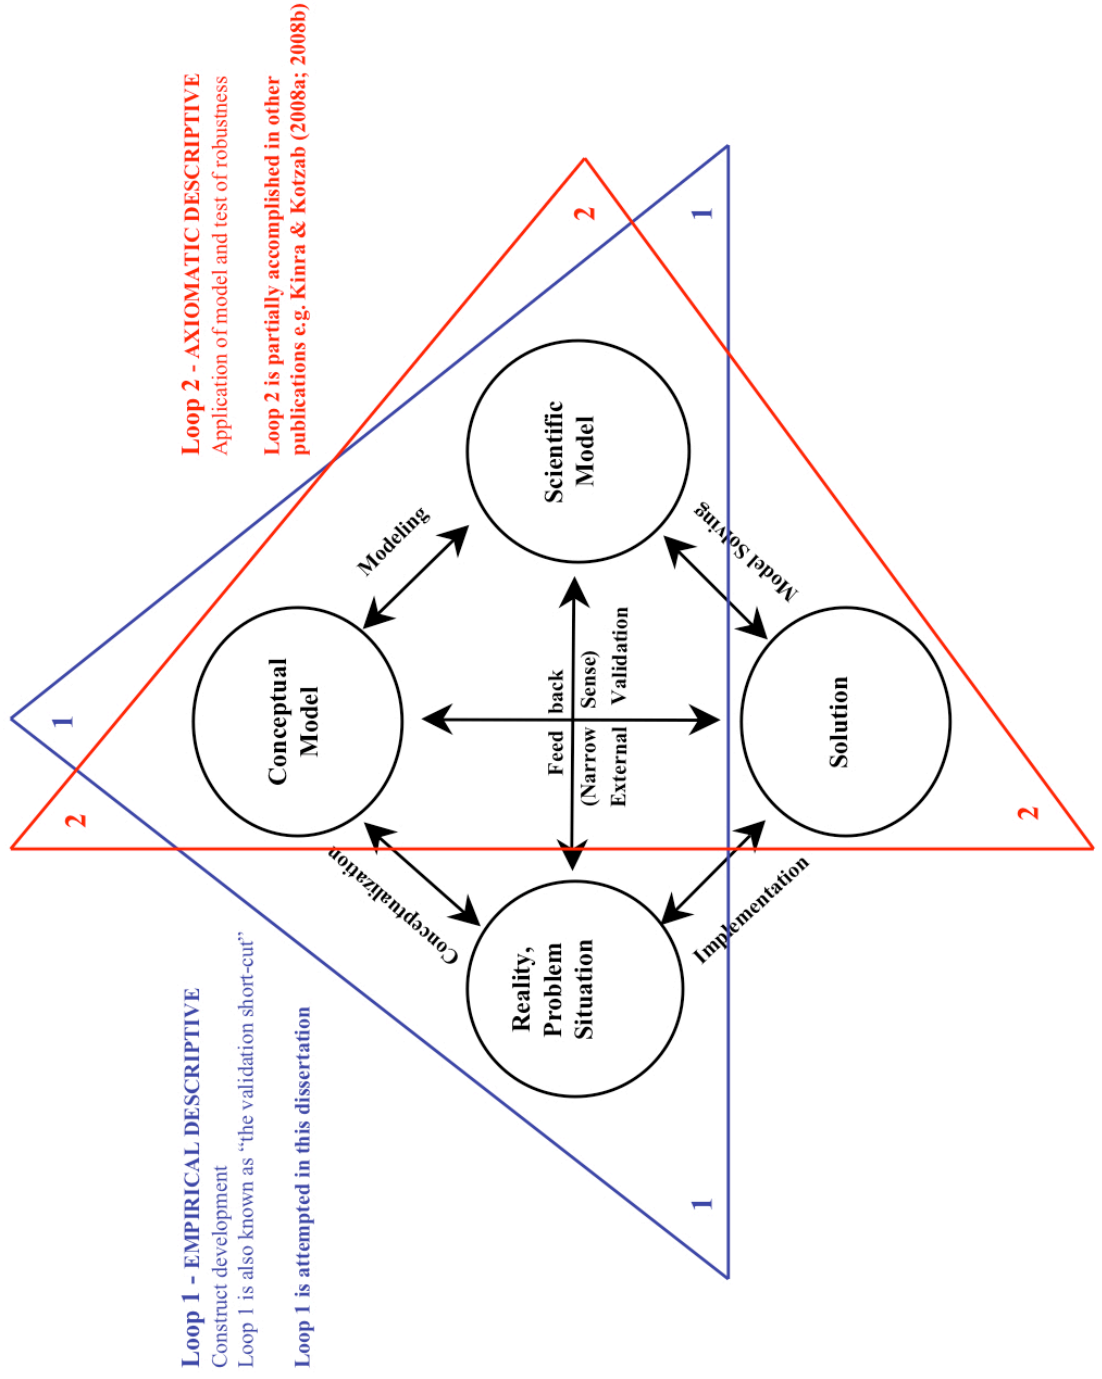 Loop 1 - EMPIRICAL DESCRIPTIVE
Construct development
Loop 1 is also known as “the validation short-cut”
Loop 1 is attempted in this dissertation
Loop 2 - AXIOMATIC DESCRIPTIVE
Application of model and test of robustness
Loop 2 is partially accomplished in other
publications e.g. Kinra & Kotzab (2008a; 2008b)
1
2
Conceptual
Model
Conceptualization
Modeling
Reality,
Problem
Situation
Feed back
(Narrow Sense)
External Validation
Scientific
Model
2
1
1
Implementation
Model Solving
Solution
2